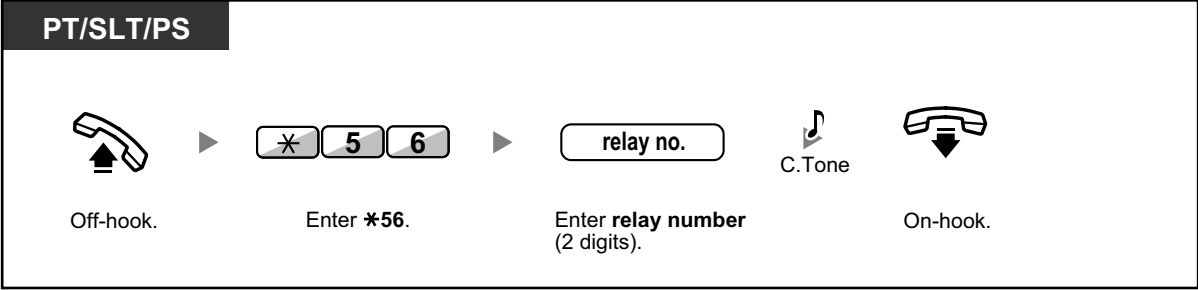 PT/SLT/PS
✳ 5 6
relay no.
C.Tone
Off-hook.
Enter ✳56.
Enter relay number
(2 digits).
On-hook.